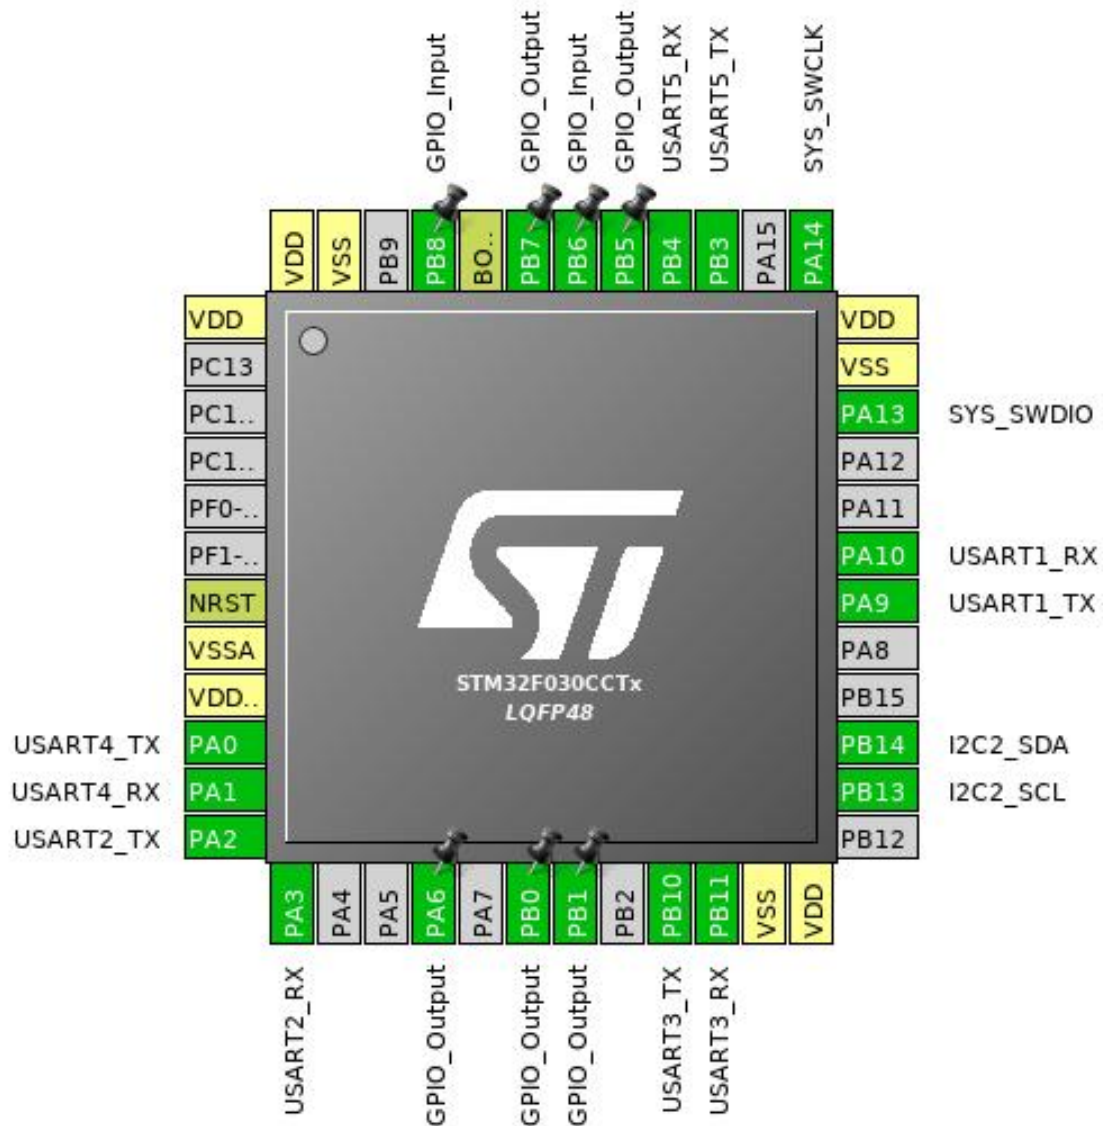 GPIO_Input
GPIO_Output
GPIO_Input
GPIO_Output
USART5_RX
USART5_TX
SYS_SWCLK
VDD
VSS
PB9
PB8
BO..
PB7
PB6
PB5
PB4
PB3
PA15
PA14
VDD
PC13
PC1..
PC1..
PF0-..
PF1-..
NRST
VSSA
VDD..
USART4_TX PA0
USART4_RX PA1
USART2_TX PA2
STM32F030CCTx
LQFP48
VDD
VSS
PA13 SYS_SWDIO
PA12
PA11
PA10 USART1_RX
PA9 USART1_TX
PA8
PB15
PB14 I2C2_SDA
PB13 I2C2_SCL
PB12
PA3
PA4
PA5
PA6
PA7
PB0
PB1
PB2
PB10
PB11
VSS
VDD
USART2_RX
GPIO_Output
GPIO_Output
GPIO_Output
USART3_TX
USART3_RX